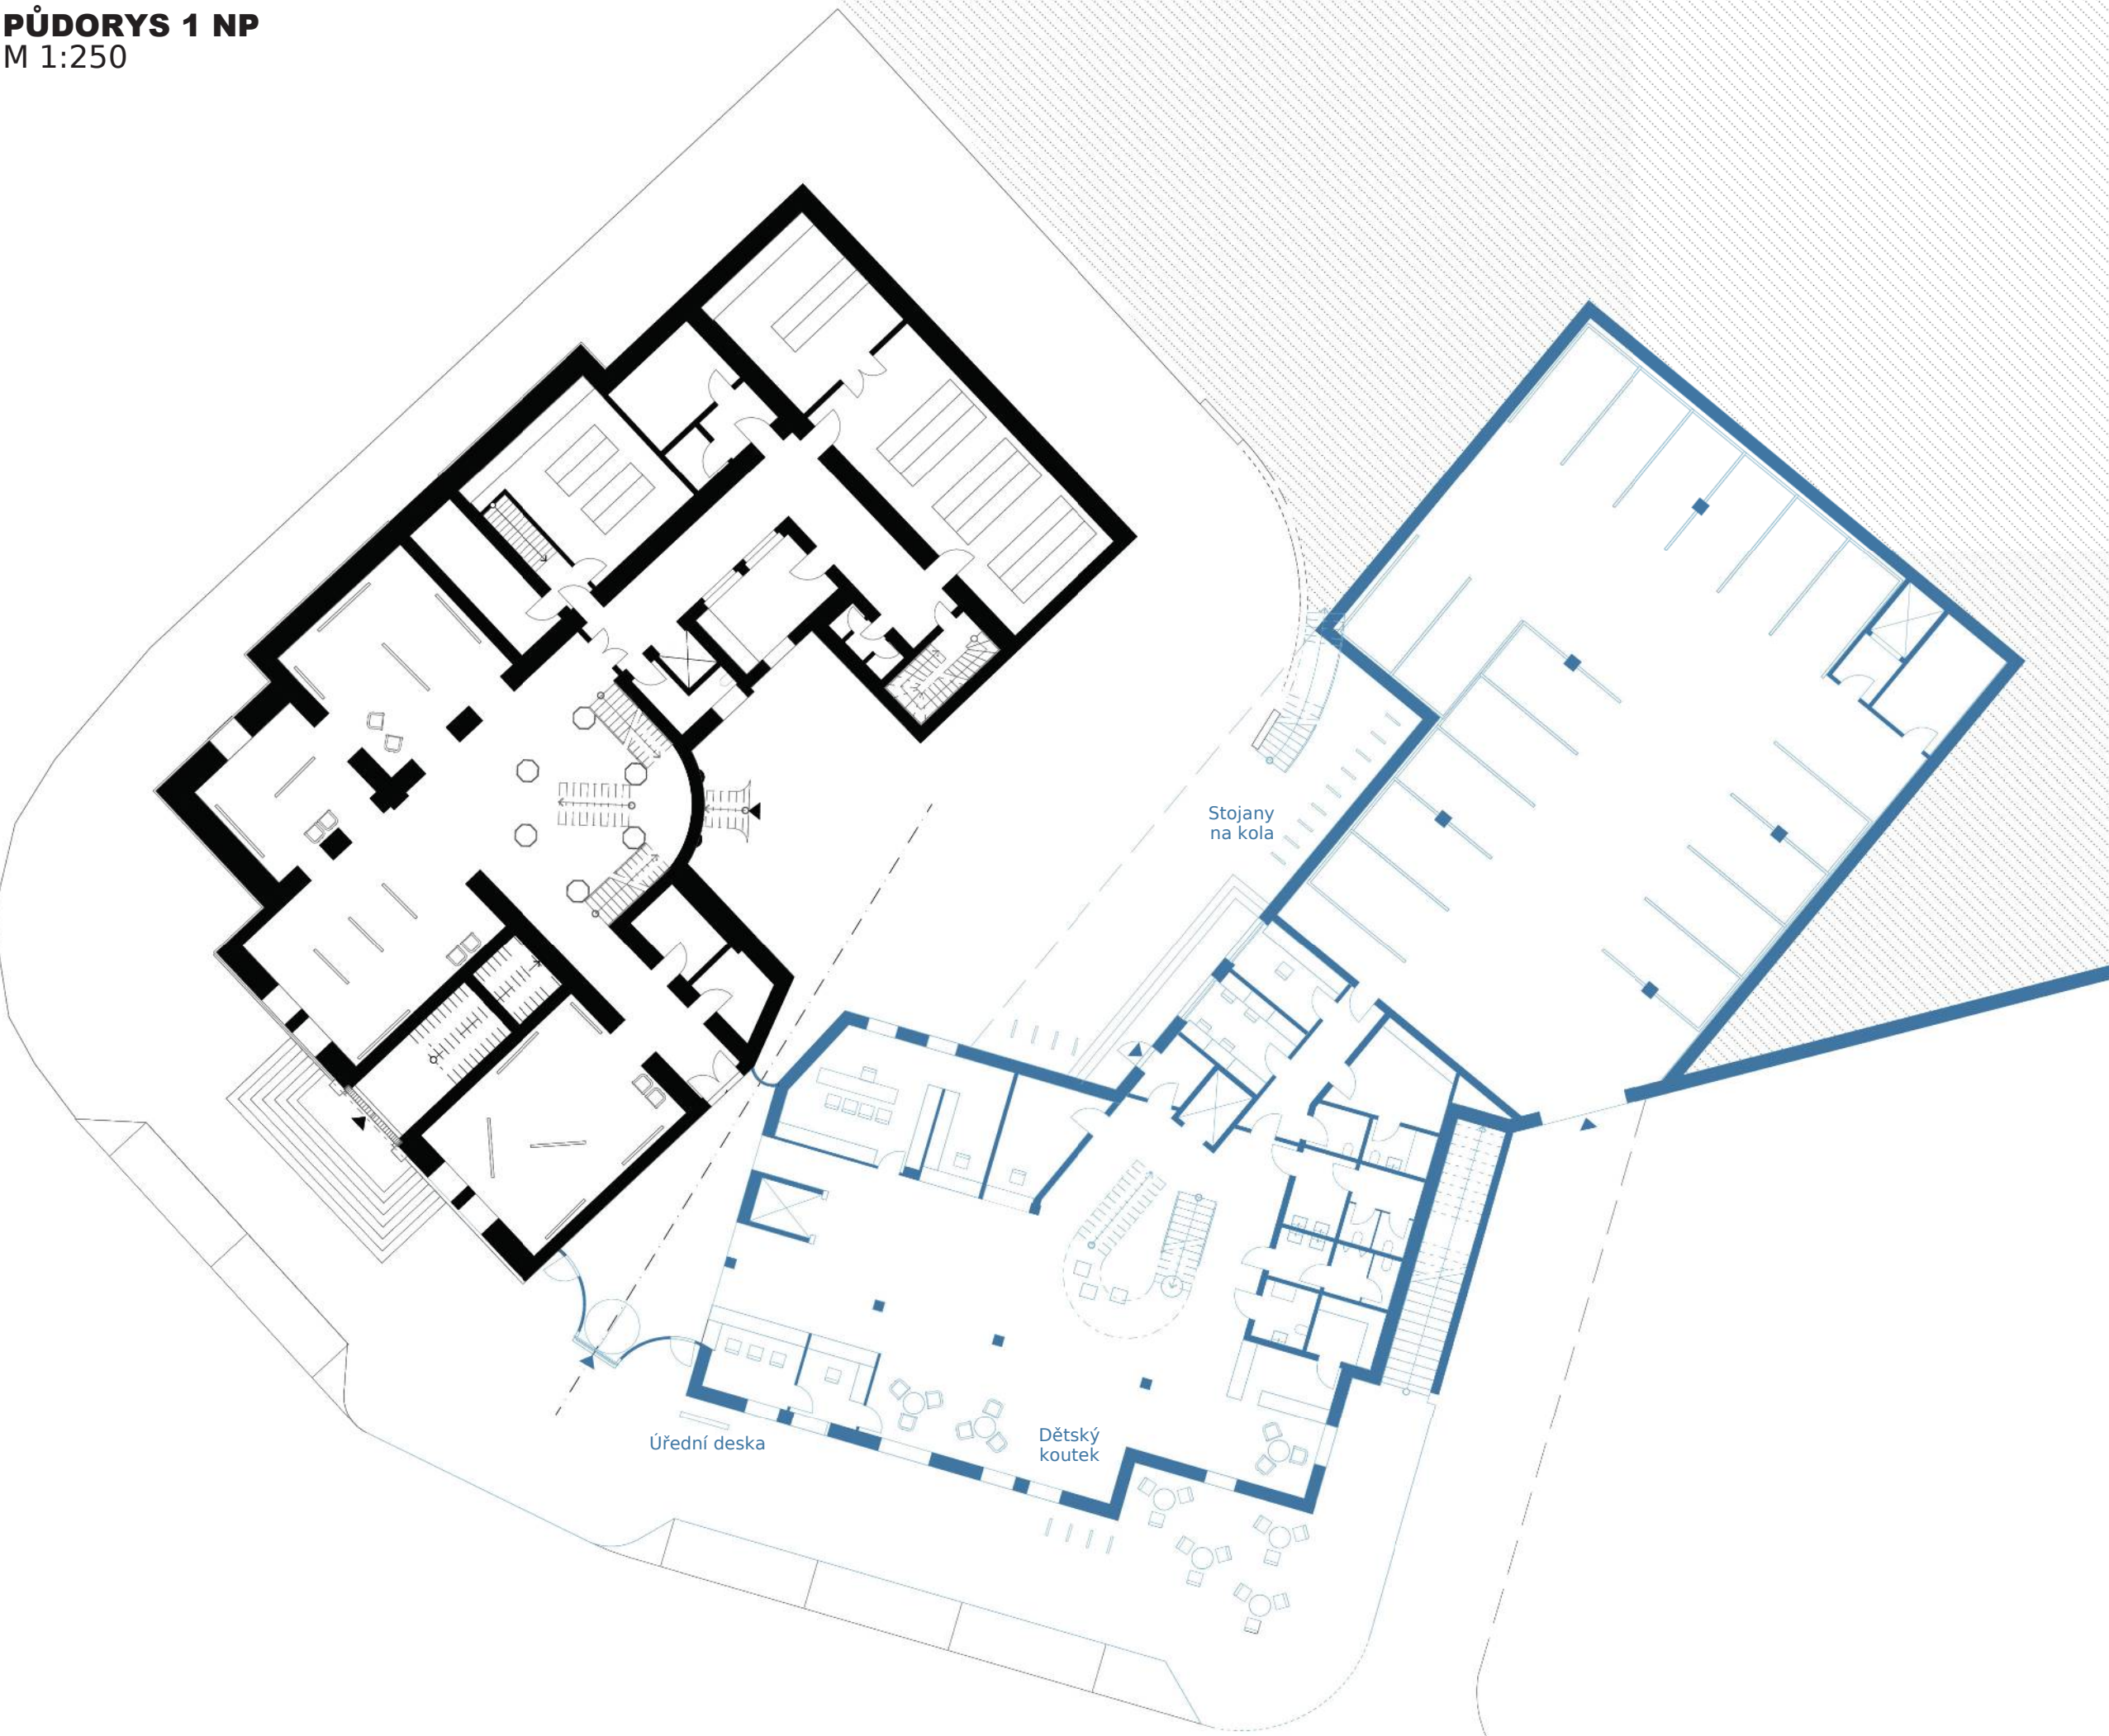 PŮDORYS 1 NP
M 1:250
Stojany
na kola
Úřední deska
Dětský
koutek